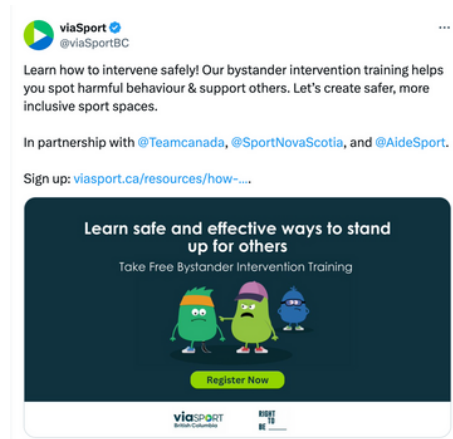 viaSport
@viaSportBC
Learn how to intervene safely! Our bystander intervention training helps
you spot harmful behaviour & support others. Let's create safer, more
inclusive sport spaces.
In partnership with @Teamcanada, @SportNovaScotia, and @AideSport.
Sign up: viasport.ca/resources/how-....
Learn safe and effective ways to stand
up for others
Take Free Bystander Intervention Training
Register Now
viaSPORT
British Columbia
RIGHT
TO
BE